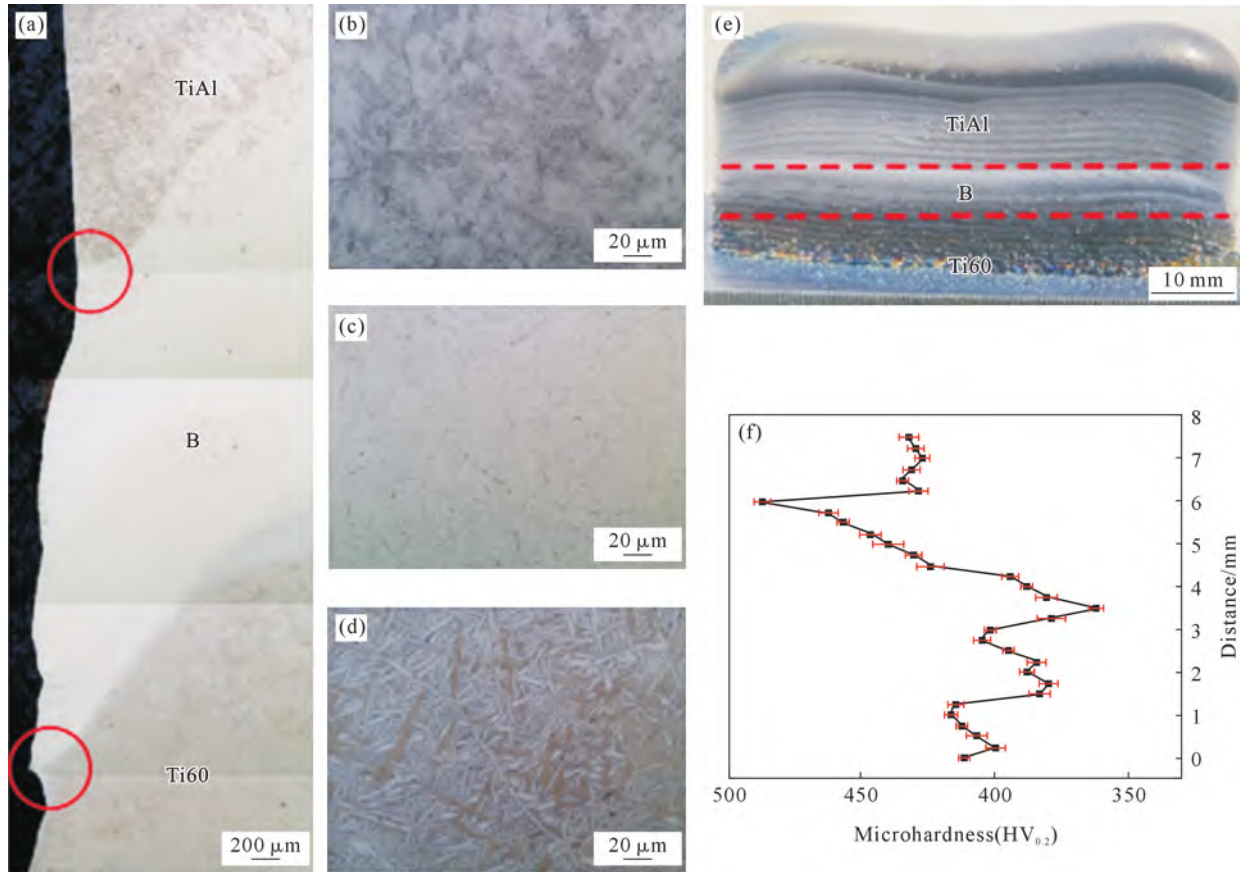 (a)
TiAl
B
Ti60
200 μm
(b)
20 μm
(c)
20 μm
(d)
20 μm
(e)
TiAl
B
Ti60
10 mm
(f)
8
7
6
5
4
3
2
1
0
Distance/mm
500 450 400 350
Microhardness(HV0.2)